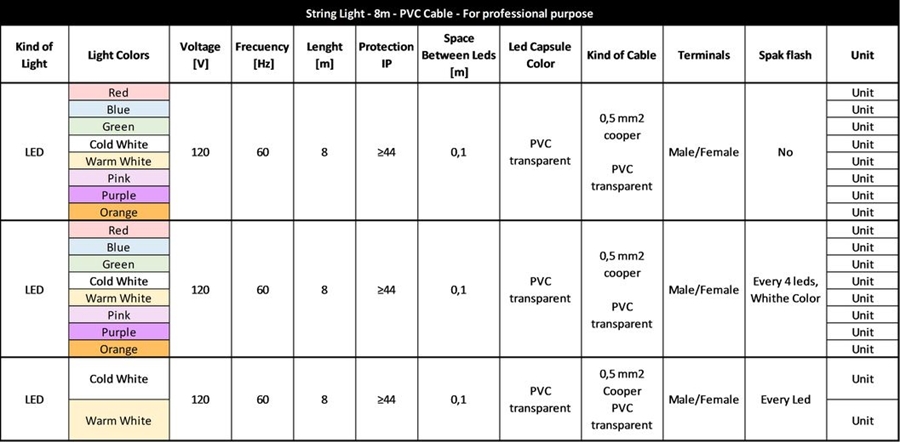 String Light - 8m - PVC Cable - For professional purpose
Kind of Light | Light Colors | Voltage [V] | Frecuency [Hz] | Lenght [m] | Protection IP | Space Between Leds [m] | Led Capsule Color | Kind of Cable | Terminals | Spak flash | Unit
LED | Red | 120 | 60 | 8 | ≥44 | 0,1 | PVC transparent | 0,5 mm2 cooper PVC transparent | Male/Female | No | Unit
Blue | Unit
Green | Unit
Cold White | Unit
Warm White | Unit
Pink | Unit
Purple | Unit
Orange | Unit
LED | Red | 120 | 60 | 8 | ≥44 | 0,1 | PVC transparent | 0,5 mm2 cooper PVC transparent | Male/Female | Every 4 leds, Whithe Color | Unit
Blue | Unit
Green | Unit
Cold White | Unit
Warm White | Unit
Pink | Unit
Purple | Unit
Orange | Unit
LED | Cold White | 120 | 60 | 8 | ≥44 | 0,1 | PVC transparent | 0,5 mm2 Cooper PVC transparent | Male/Female | Every Led | Unit
Warm White | Unit